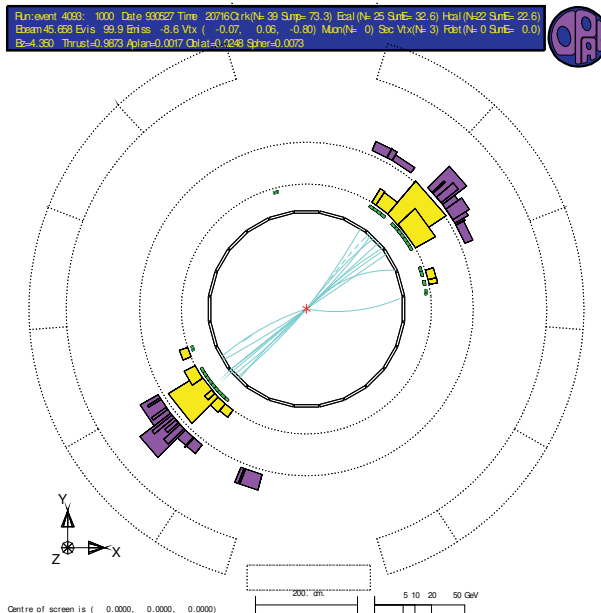 Run:event 4093: 1000 Date 930527 Time 20716 Ctrk(N= 39 Sump= 73.3) Ecal(N= 25 SumE= 32.6) Hcal(N=22 SumE= 22.6)
Ebeam 45.658 Evis 99.9 Emiss -8.6 Vtx ( -0.07, 0.06, -0.80) Muon(N= 0) Sec Vtx(N= 3) Fdet(N= 0 SumE= 0.0)
Bz=4.350 Thrust=0.9873 Aplan=0.0017 Oblat=0.0248 Spher=0.0073
Y
X
Z
200. cm.
5 10 20 50 GeV
Centre of screen is ( 0.0000, 0.0000, 0.0000)